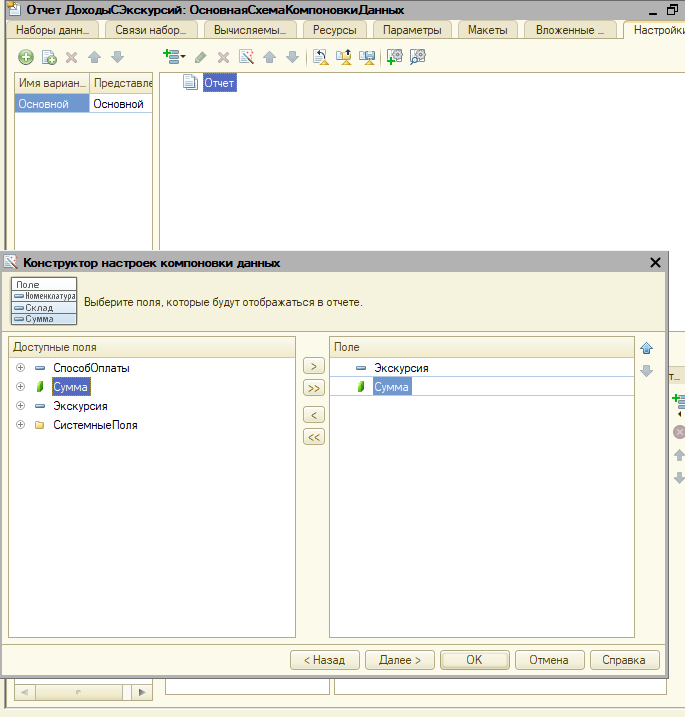 Отчет ДоходыСЭкскурсий: ОсновнаяСхемаКомпоновкиДанных
Наборы данн... Связи набор... Вычисляемы... Ресурсы Параметры Макеты Вложенные ... Настройки
Имя вариан... Представле
Основной Основной
Отчет
Конструктор настроек компоновки данных
Поле
Номенклатура
Склад
Сумма
Выберите поля, которые будут отображаться в отчете.
Доступные поля
СпособОплаты
Сумма
Экскурсия
СистемныеПоля
>
>>
<
<<
Поле
Экскурсия
Сумма
т...
< Назад Далее > OK Отмена Справка